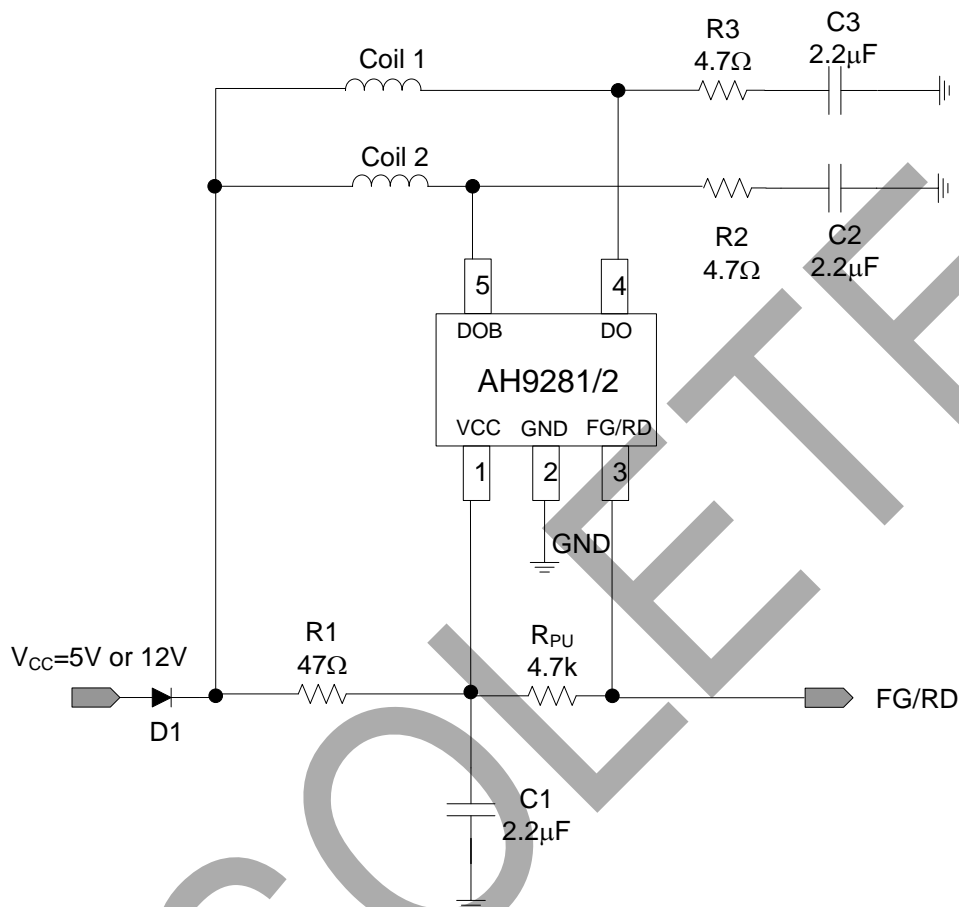 R3
4.7Ω
C3
2.2μF
Coil 1
Coil 2
R2
4.7Ω
C2
2.2μF
5
4
DOB
DO
AH9281/2
VCC
GND
FG/RD
1
2
3
GND
R1
47Ω
RPU
4.7k
VCC=5V or 12V
D1
FG/RD
C1
2.2μF